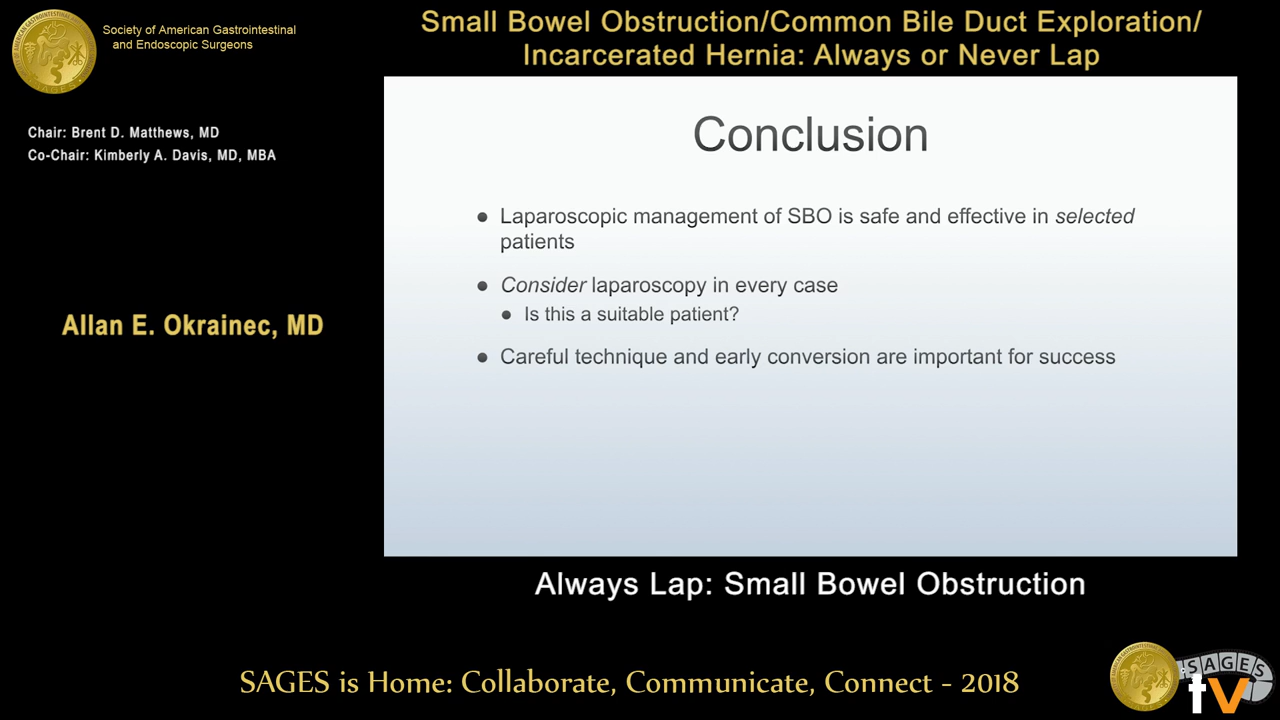 Society of American Gastrointestinal
and Endoscopic Surgeons
Small Bowel Obstruction/Common Bile Duct Exploration/
Incarcerated Hernia: Always or Never Lap
Chair: Brent D. Matthews, MD
Co-Chair: Kimberly A. Davis, MD, MBA
Allan E. Okrainec, MD
Conclusion
● Laparoscopic management of SBO is safe and effective in selected
patients
● Consider laparoscopy in every case
● Is this a suitable patient?
● Careful technique and early conversion are important for success
Always Lap: Small Bowel Obstruction
SAGES is Home: Collaborate, Communicate, Connect - 2018
SAGES
tv